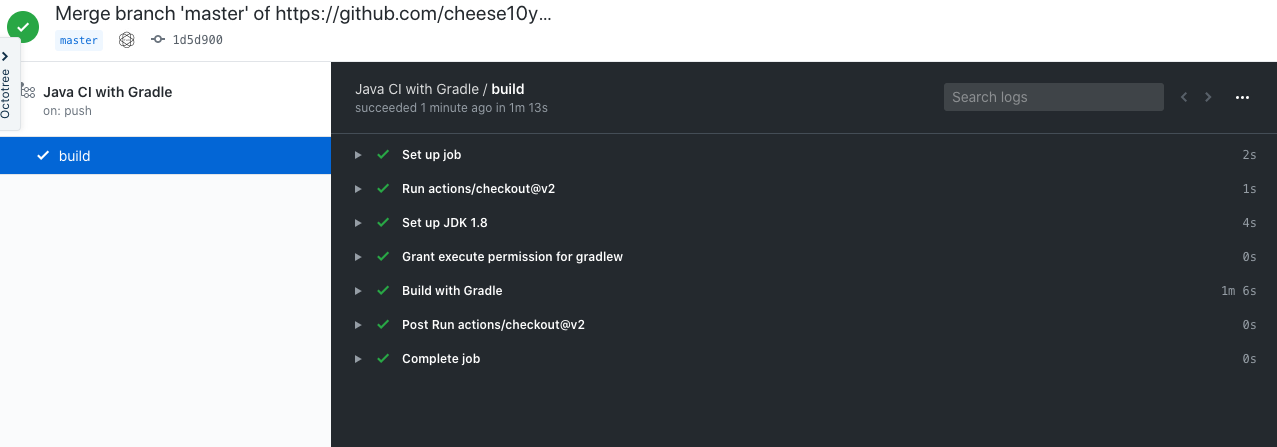 Merge branch 'master' of https://github.com/cheese10y...
master 1d5d900
Octotree
Java CI with Gradle
on: push
build
Java CI with Gradle / build
succeeded 1 minute ago in 1m 13s
Search logs
Set up job 2s
Run actions/checkout@v2 1s
Set up JDK 1.8 4s
Grant execute permission for gradlew 0s
Build with Gradle 1m 6s
Post Run actions/checkout@v2 0s
Complete job 0s